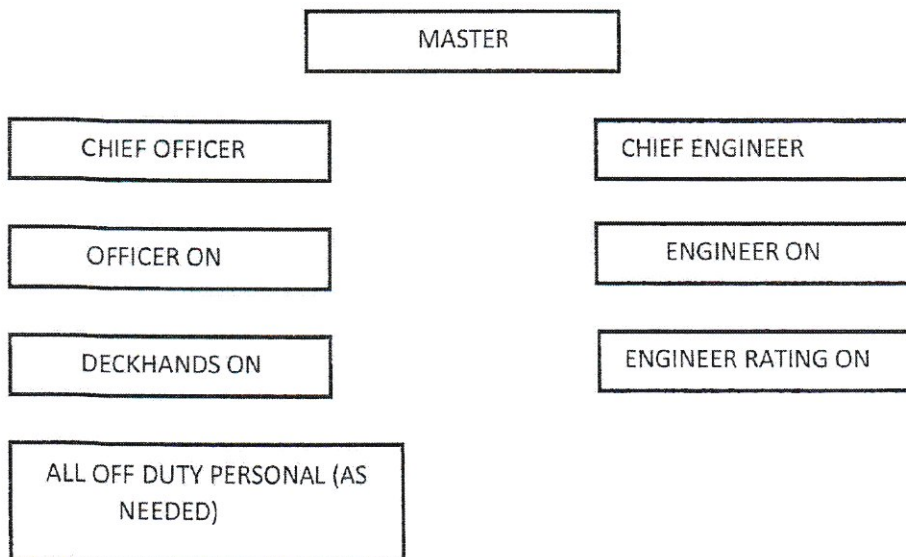 MASTER
CHIEF OFFICER
CHIEF ENGINEER
OFFICER ON
ENGINEER ON
DECKHANDS ON
ENGINEER RATING ON
ALL OFF DUTY PERSONAL (AS
NEEDED)